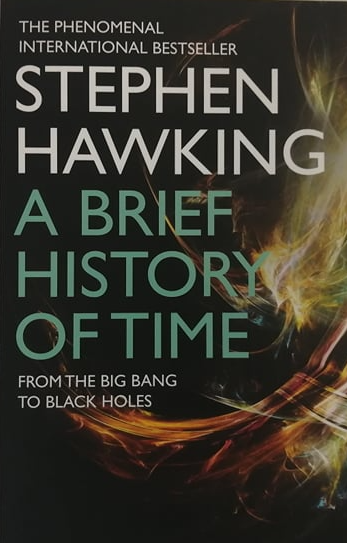 THE PHENOMENAL
INTERNATIONAL BESTSELLER
STEPHEN
HAWKING
A BRIEF
HISTORY
OF TIME
FROM THE BIG BANG
TO BLACK HOLES